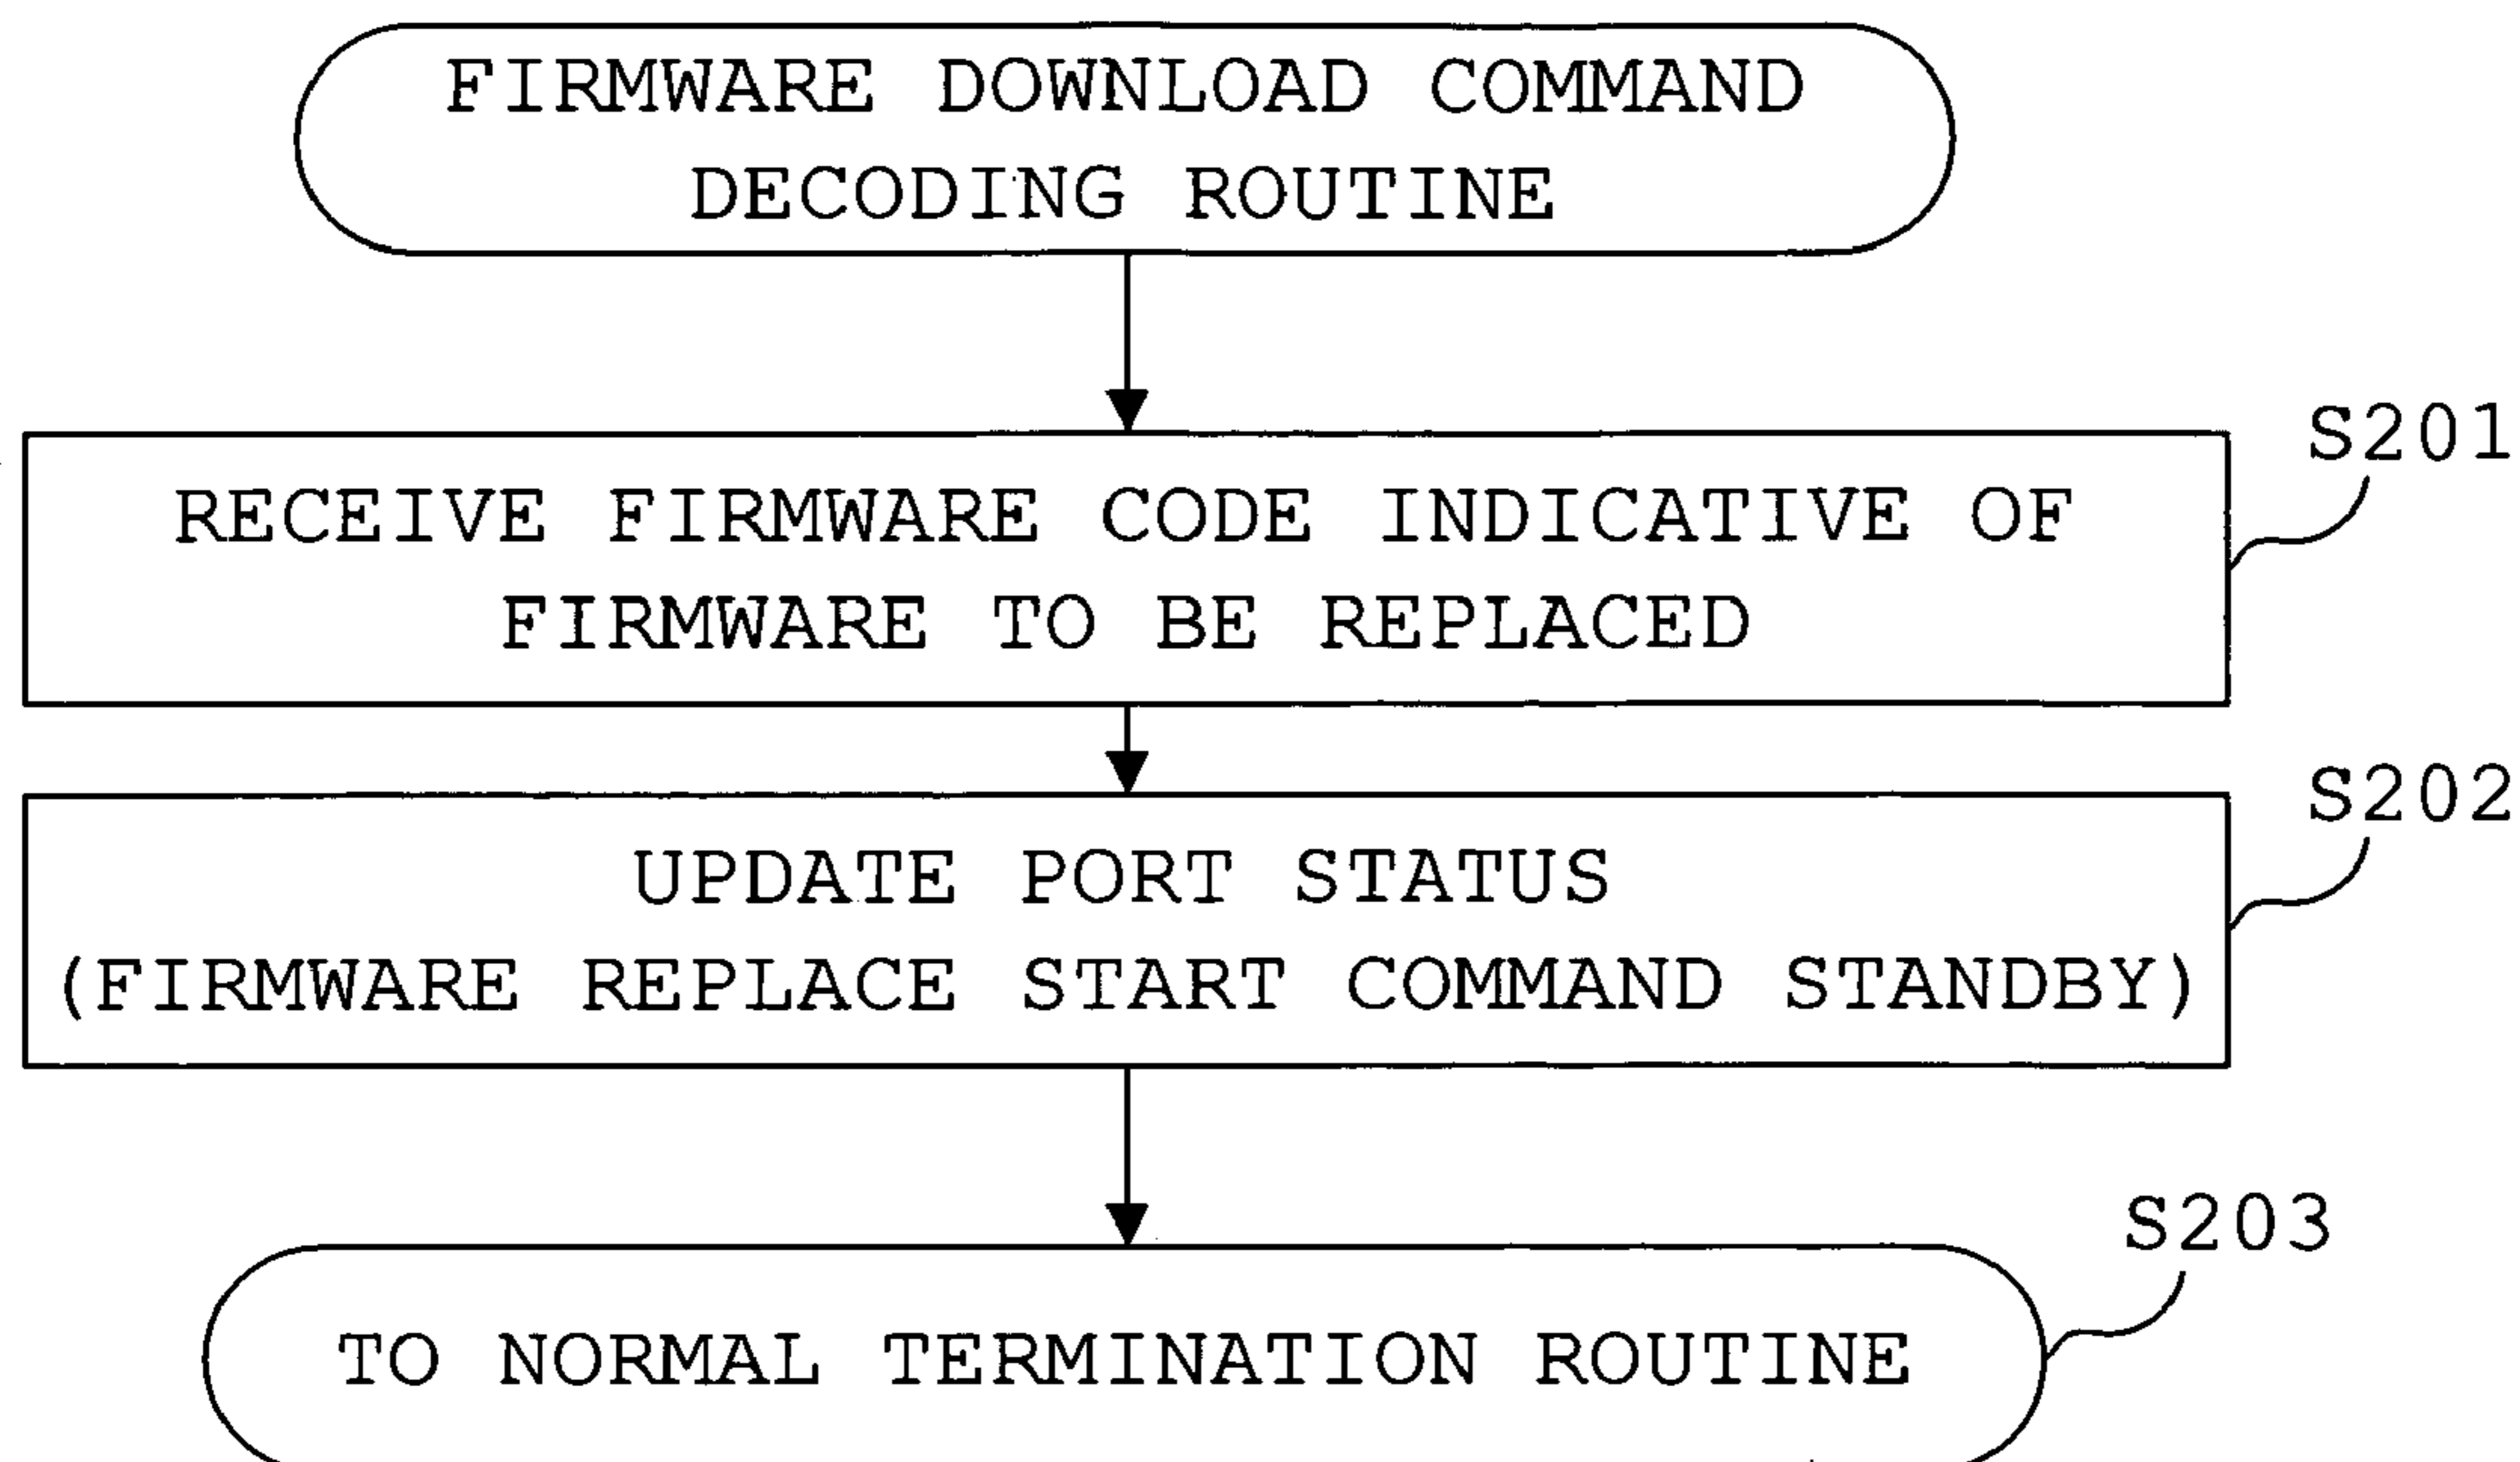 FIRMWARE DOWNLOAD COMMAND
DECODING ROUTINE
S201
RECEIVE FIRMWARE CODE INDICATIVE OF
FIRMWARE TO BE REPLACED
S202
UPDATE PORT STATUS
(FIRMWARE REPLACE START COMMAND STANDBY)
S203
TO NORMAL TERMINATION ROUTINE